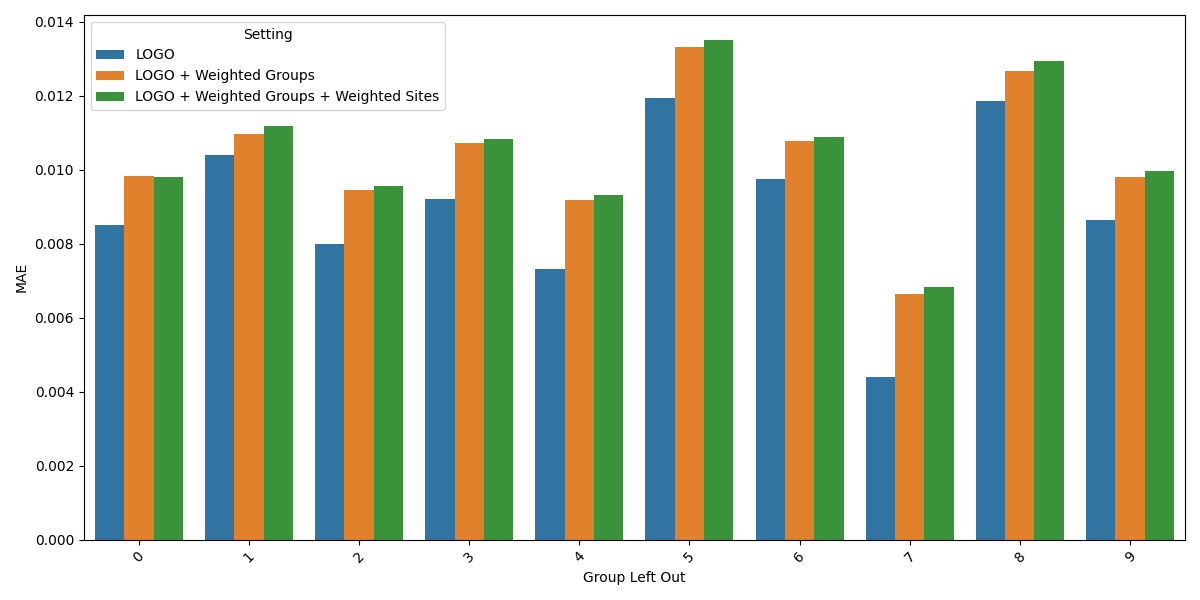 Setting
LOGO
LOGO + Weighted Groups
LOGO + Weighted Groups + Weighted Sites
0.014
0.012
0.010
0.008
0.006
0.004
0.002
0.000
MAE
0 1 2 3 4 5 6 7 8 9
Group Left Out